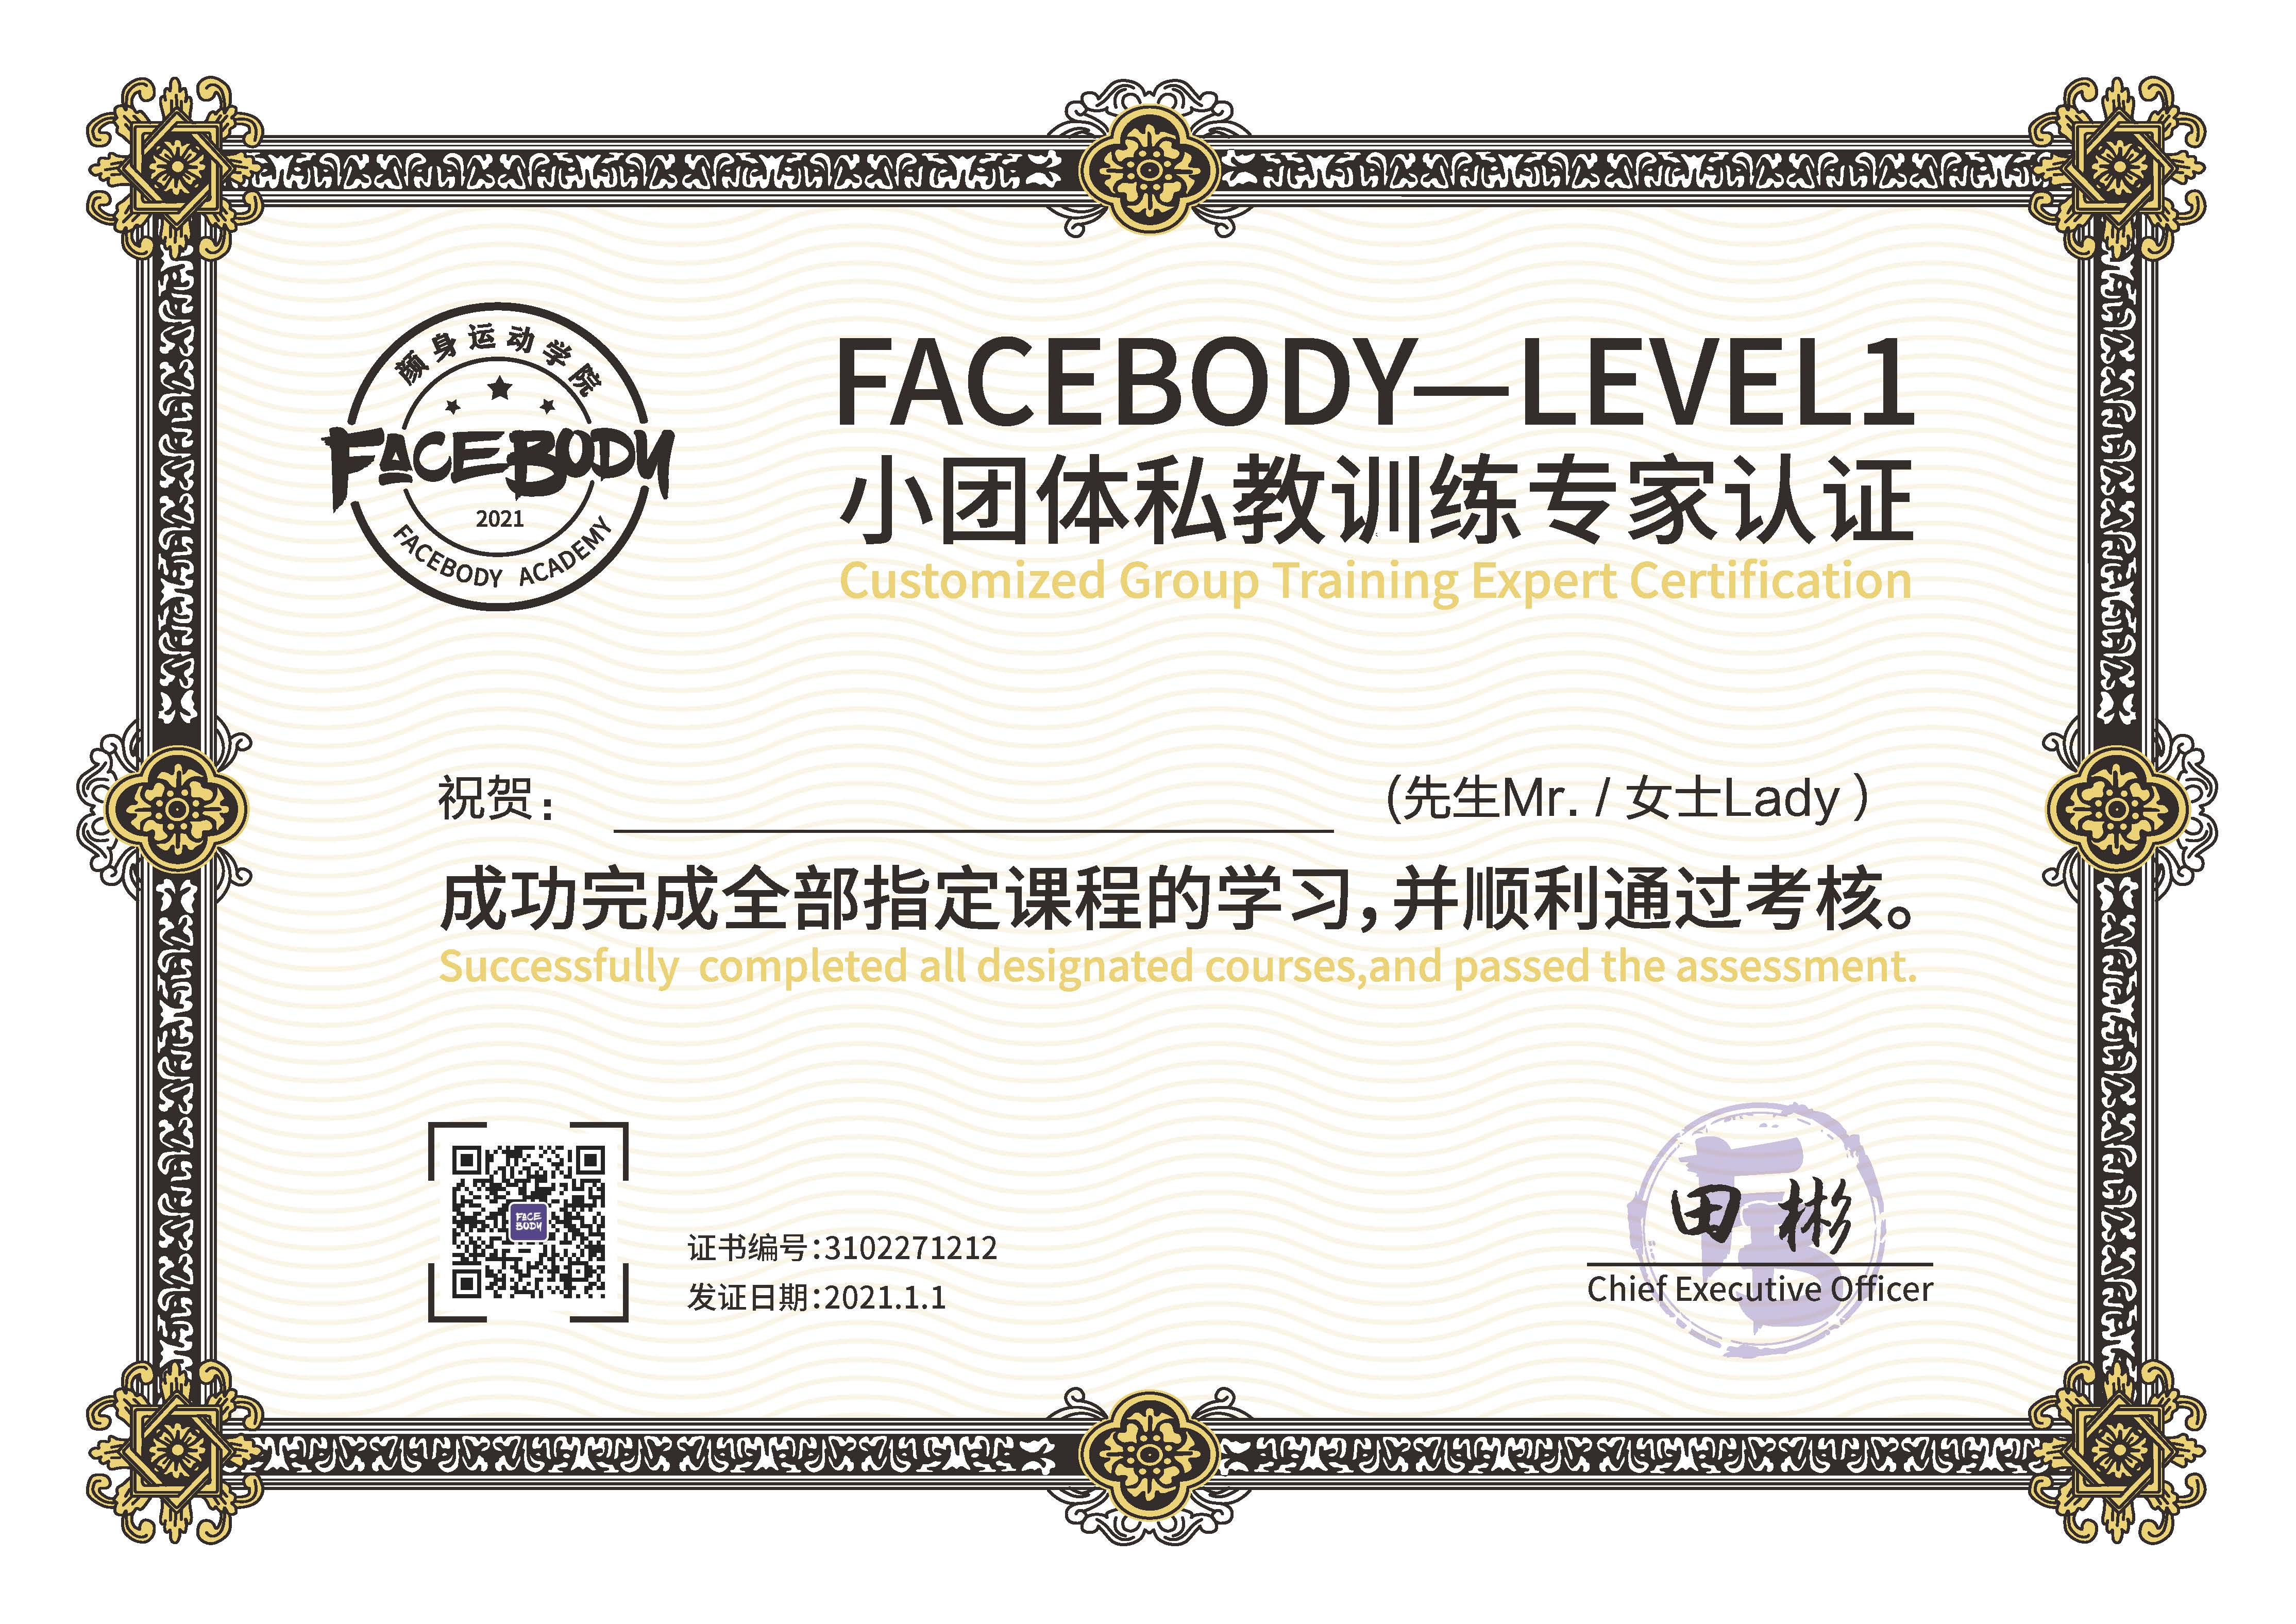 颜身运动学院
FACEBODY
2021
FACEBODY ACADEMY
FACEBODY—LEVEL1
小团体私教训练专家认证
Customized Group Training Expert Certification
祝贺: (先生Mr. / 女士Lady )
成功完成全部指定课程的学习,并顺利通过考核。
Successfully completed all designated courses,and passed the assessment.
FACE
BODY
证书编号:3102271212
发证日期:2021.1.1
田彬
Chief Executive Officer